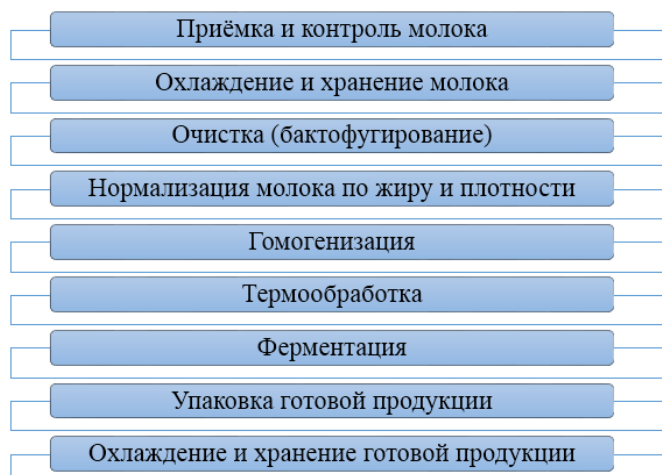 Приёмка и контроль молока
Охлаждение и хранение молока
Очистка (бактофугирование)
Нормализация молока по жиру и плотности
Гомогенизация
Термообработка
Ферментация
Упаковка готовой продукции
Охлаждение и хранение готовой продукции